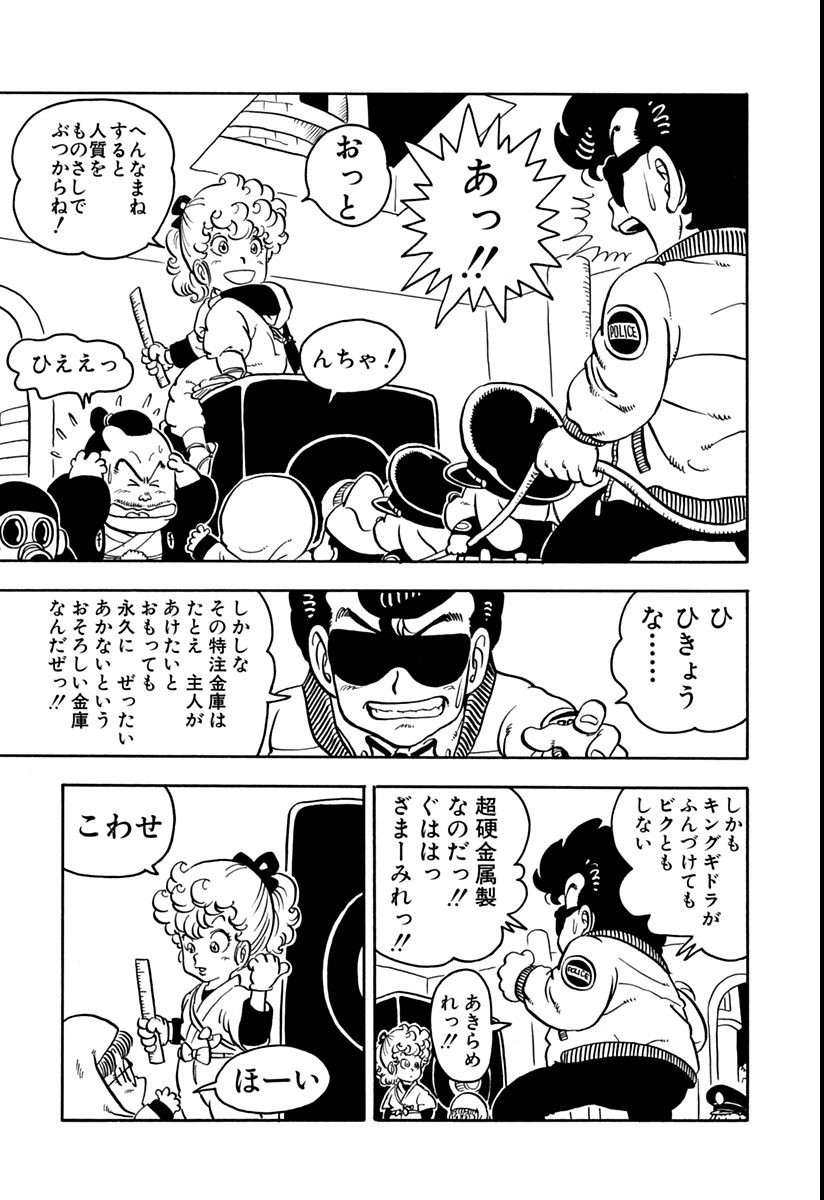 あっ!!
おっと
へんなまね
すると
人質を
ものさしで
ぶつからね!
んちゃ!
ひええっ
POLICE
ひ
ひきょう
な……
しかしな
その特注金庫は
たとえ 主人が
あけたいと
おもっても
永久に ぜったい
あかないという
おそろしい金庫
なんだぜっ!!
しかも
キングギドラが
ふんづけても
ビクとも
しない
超硬金属製
なのだっ!!
ぐははっ
ざまーみれっ!!
POLICE
あきらめ
れっ!!
こわせ
ほーい